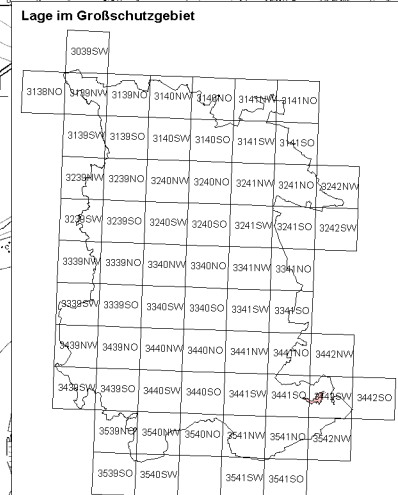 Lage im Großschutzgebiet
3039SW
3138NO 3139NW 3139NO 3140NW 3140NO 3141NW 3141NO
3139SW 3139SO 3140SW 3140SO 3141SW 3141SO
3239NW 3239NO 3240NW 3240NO 3241NW 3241NO 3242NW
3239SW 3239SO 3240SW 3240SO 3241SW 3241SO 3242SW
3339NW 3339NO 3340NW 3340NO 3341NW 3341NO
3339SW 3339SO 3340SW 3340SO 3341SW 3341SO
3439NW 3439NO 3440NW 3440NO 3441NW 3441NO 3442NW
3439SW 3439SO 3440SW 3440SO 3441SW 3441SO 3442SW 3442SO
3539NO 3540NW 3540NO 3541NW 3541NO 3542NW
3539SO 3540SW 3541SW 3541SO